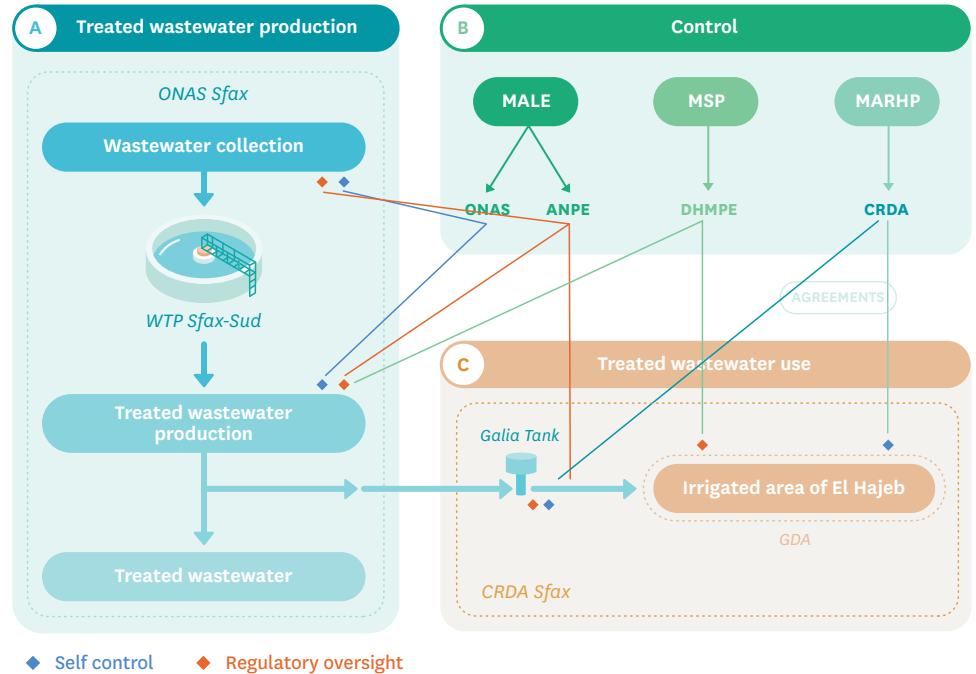 A
Treated wastewater production
ONAS Sfax
Wastewater collection
WTP Sfax-Sud
Treated wastewater
production
Treated wastewater
B
Control
MALE
MSP
MARHP
ONAS
ANPE
DHMPE
CRDA
AGREEMENTS
C
Treated wastewater use
Galia Tank
Irrigated area of El Hajeb
GDA
CRDA Sfax
Self control
Regulatory oversight